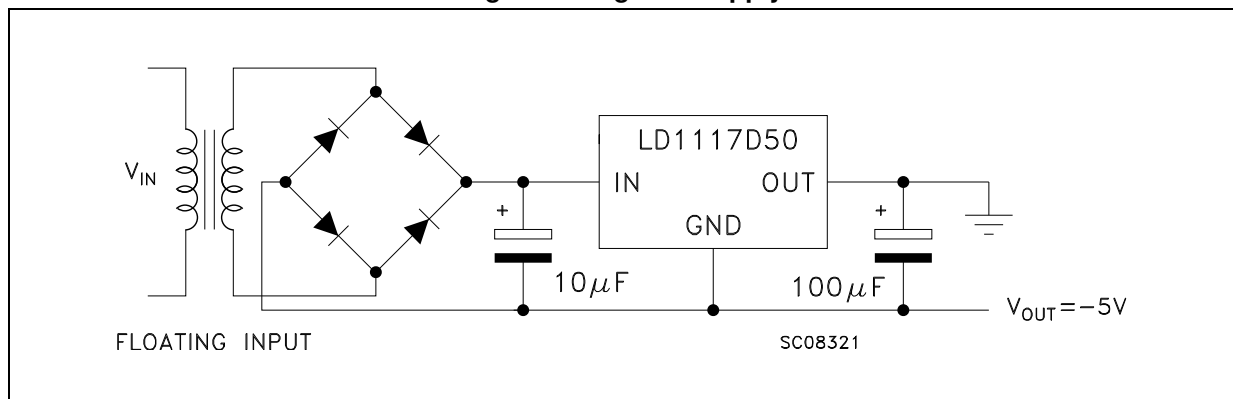 LD1117D50
V_IN
IN OUT
+ +
GND
10μF
100μF
V_OUT=-5V
FLOATING INPUT
SC08321